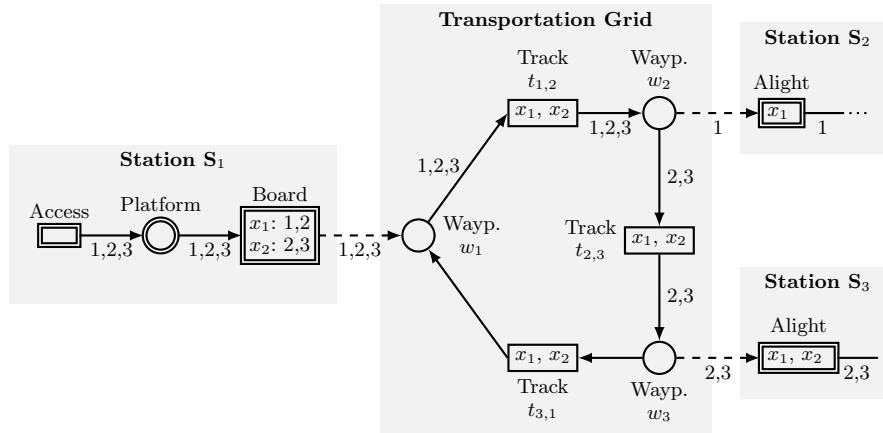 Transportation Grid
Station S₂
Track
t₁,₂
Wayp.
w₂
Alight
x₁, x₂
x₁
1,2,3
1
1
...
Station S₁
1,2,3
2,3
Access
Platform
Board
x₁: 1,2
x₂: 2,3
1,2,3
1,2,3
1,2,3
Wayp.
w₁
Track
t₂,₃
x₁, x₂
Station S₃
2,3
Alight
x₁, x₂
x₁, x₂
2,3
2,3
Track
t₃,₁
Wayp.
w₃